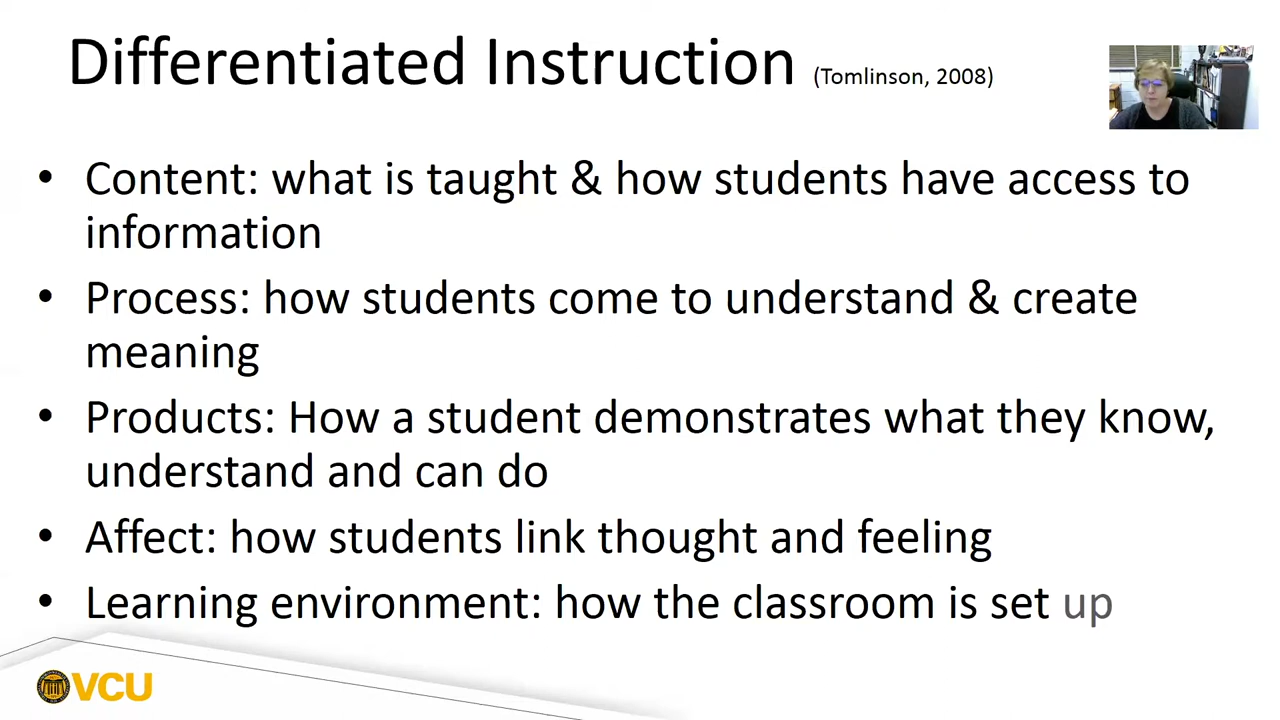 Differentiated Instruction (Tomlinson, 2008)
• Content: what is taught & how students have access to
information
• Process: how students come to understand & create
meaning
• Products: How a student demonstrates what they know,
understand and can do
• Affect: how students link thought and feeling
• Learning environment: how the classroom is set up
VCU